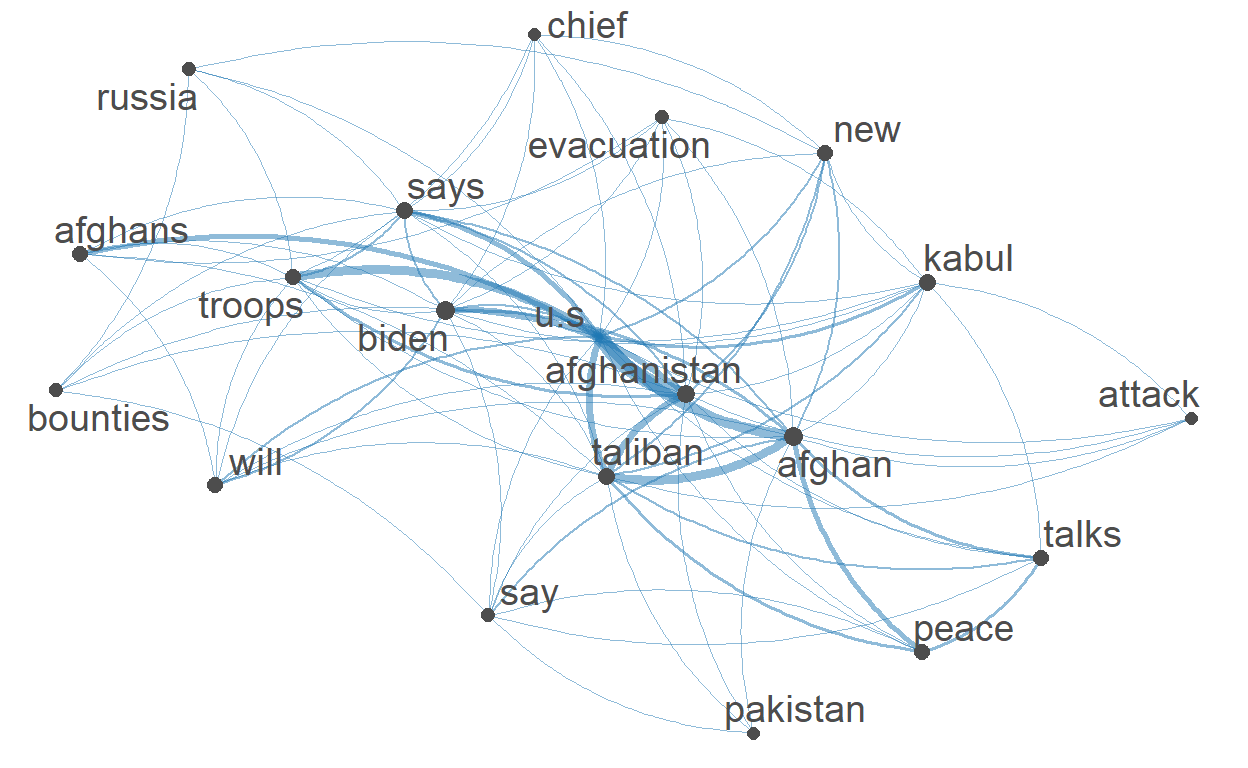 chief
russia
new
evacuation
says
afghans
kabul
troops
u.s
biden
afghanistan
attack
bounties
taliban
will
afghan
talks
say
peace
pakistan